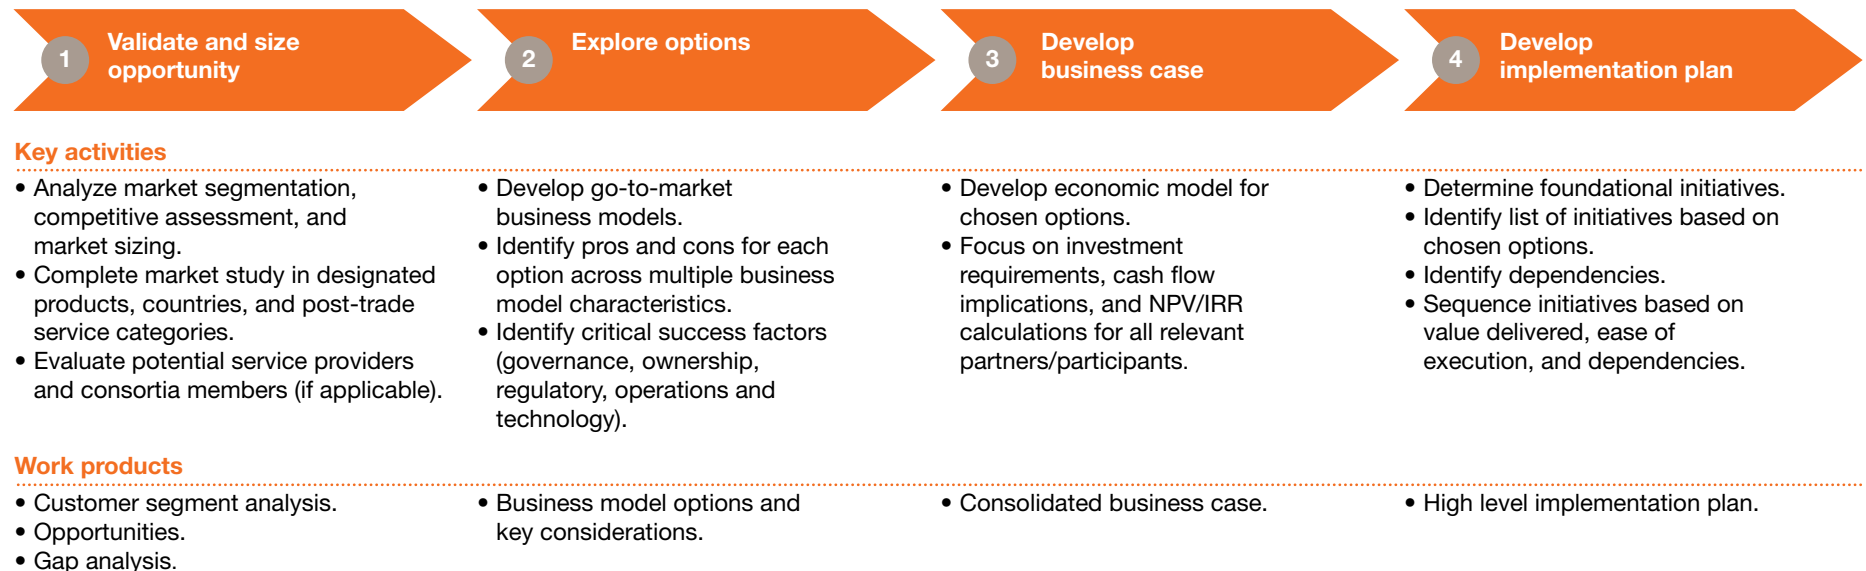 1
Validate and size
opportunity
2
Explore options
3
Develop
business case
4
Develop
implementation plan
Key activities
• Analyze market segmentation,
competitive assessment, and
market sizing.
• Complete market study in designated
products, countries, and post-trade
service categories.
• Evaluate potential service providers
and consortia members (if applicable).
• Develop go-to-market
business models.
• Identify pros and cons for each
option across multiple business
model characteristics.
• Identify critical success factors
(governance, ownership,
regulatory, operations and
technology).
• Develop economic model for
chosen options.
• Focus on investment
requirements, cash flow
implications, and NPV/IRR
calculations for all relevant
partners/participants.
• Determine foundational initiatives.
• Identify list of initiatives based on
chosen options.
• Identify dependencies.
• Sequence initiatives based on
value delivered, ease of
execution, and dependencies.
Work products
• Customer segment analysis.
• Opportunities.
• Gap analysis.
• Business model options and
key considerations.
• Consolidated business case.
• High level implementation plan.